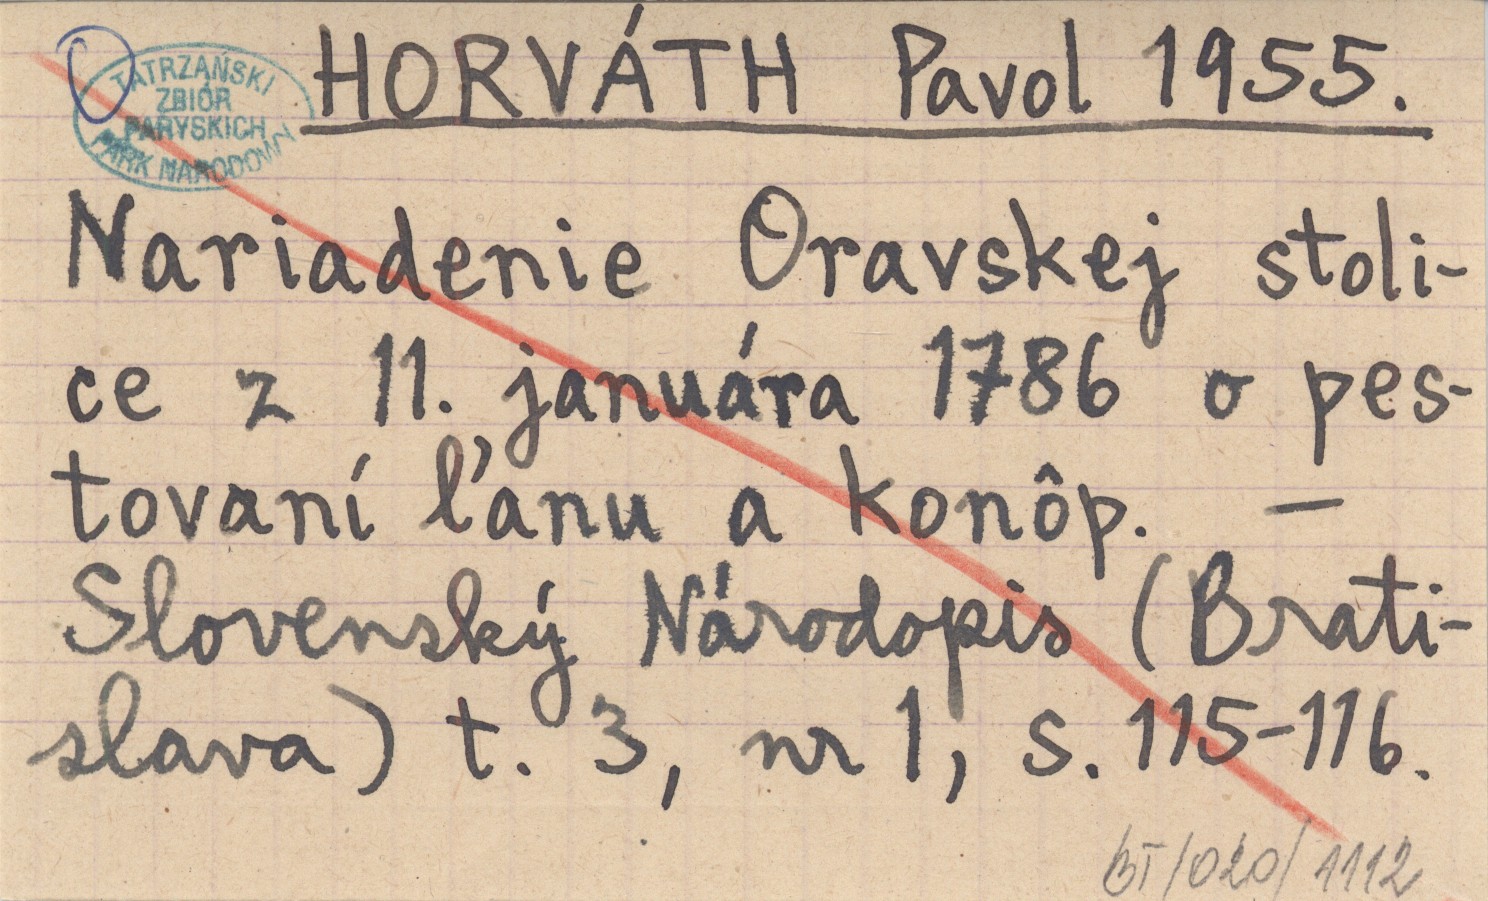 TATRZAŃSKI
ZBIÓR
PARYSKICH
PARK NARODOWY
HORVÁTH Pavol 1955.
Nariadenie Oravskej stoli-
ce z 11. januára 1786 o pes-
tovaní ľanu a konôp. —
Slovenský Národopis (Brati-
slava) t. 3, nr 1, s. 115-116.
BT/020/1112